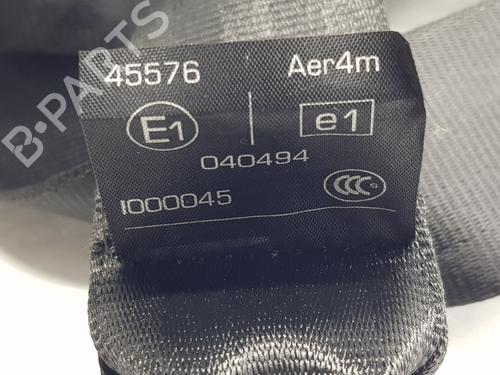 B-PARTS
45576 Aer4m
E1 e1
040494
I000045 CCC S